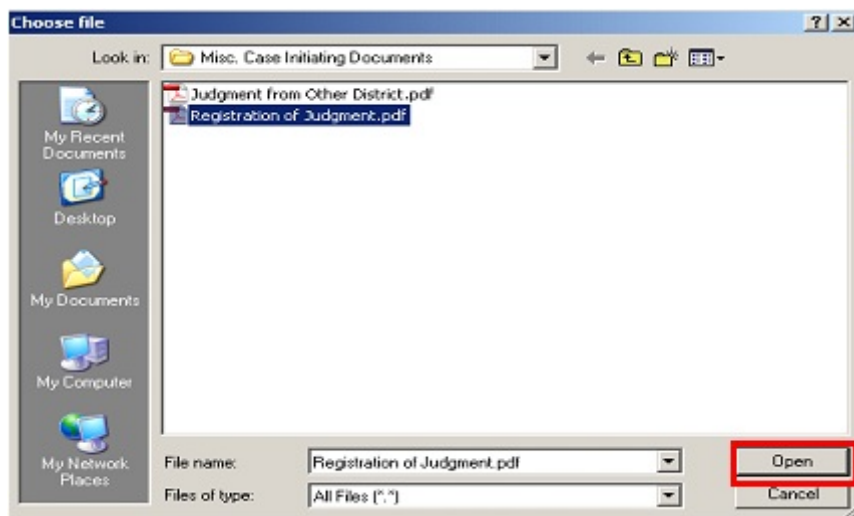 Choose file
Look in: Misc. Case Initiating Documents
Judgment from Other District.pdf
Registration of Judgment.pdf
My Recent
Documents
Desktop
My Documents
My Computer
My Network
Places
File name: Registration of Judgment.pdf Open
Files of type: All Files (*.*) Cancel